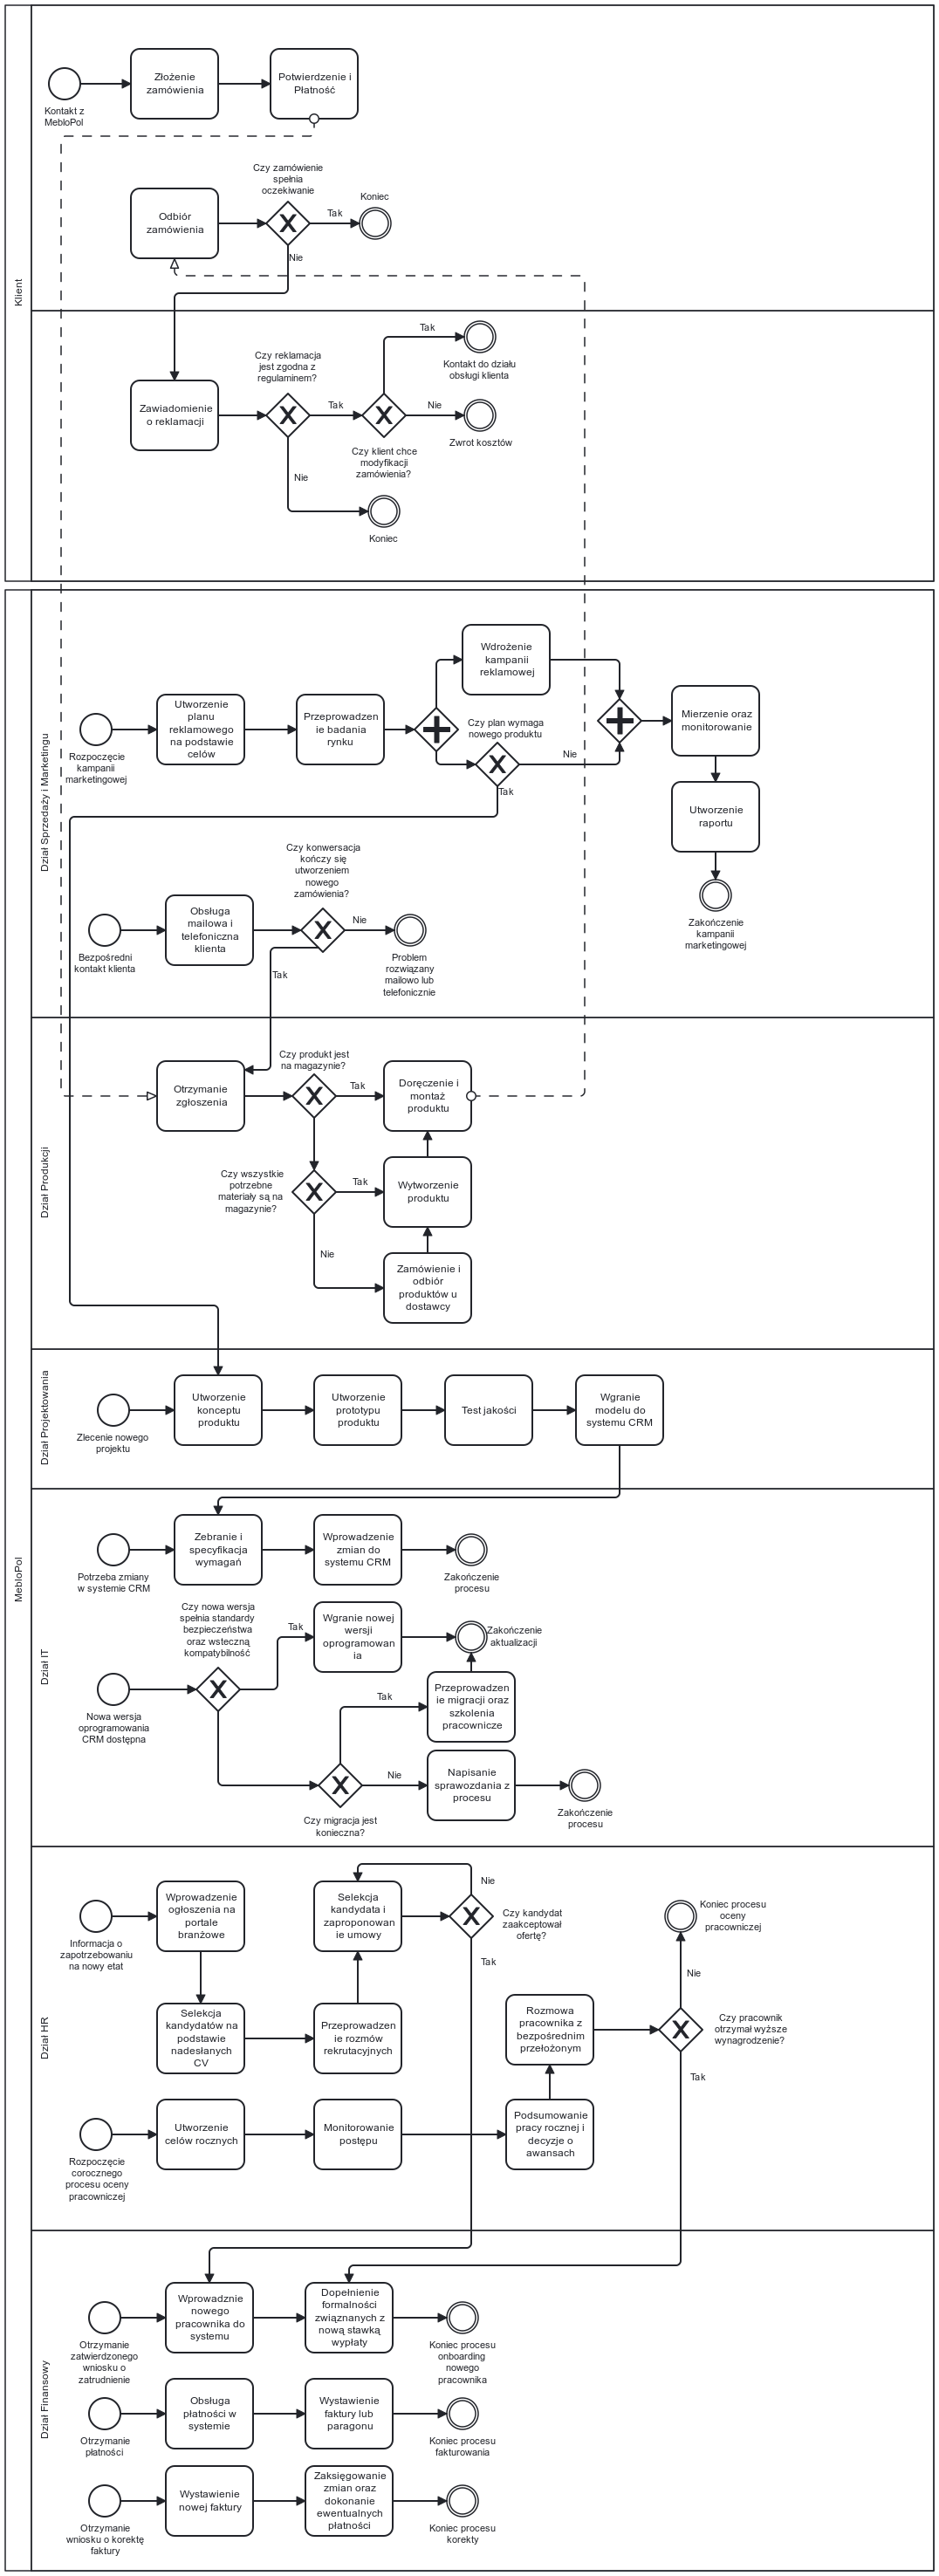 Klient
Kontakt z
MebloPol
Złożenie
zamówienia
Potwierdzenie i
Płatność
Odbiór
zamówienia
Czy zamówienie
spełnia
oczekiwanie
Tak
Koniec
Nie
Zawiadomienie
o reklamacji
Czy reklamacja
jest zgodna z
regulaminem?
Tak
Nie
Czy klient chce
modyfikacji
zamówienia?
Tak
Kontakt do działu
obsługi klienta
Nie
Zwrot kosztów
Koniec
MebloPol
Dział Sprzedaży i Marketingu
Rozpoczęcie
kampanii
marketingowej
Utworzenie
planu
reklamowego
na podstawie
celów
Przeprowadzen
ie badania
rynku
Wdrożenie
kampanii
reklamowej
Czy plan wymaga
nowego produktu
Nie
Tak
Mierzenie oraz
monitorowanie
Utworzenie
raportu
Zakończenie
kampanii
marketingowej
Bezpośredni
kontakt klienta
Obsługa
mailowa i
telefoniczna
klienta
Czy konwersacja
kończy się
utworzeniem
nowego
zamówienia?
Nie
Tak
Problem
rozwiązany
mailowo lub
telefonicznie
Dział Produkcji
Otrzymanie
zgłoszenia
Czy produkt jest
na magazynie?
Tak
Doręczenie i
montaż
produktu
Czy wszystkie
potrzebne
materiały są na
magazynie?
Tak
Wytworzenie
produktu
Nie
Zamówienie i
odbiór
produktów u
dostawcy
Dział Projektowania
Zlecenie nowego
projektu
Utworzenie
konceptu
produktu
Utworzenie
prototypu
produktu
Test jakości
Wgranie
modelu do
systemu CRM
Dział IT
Potrzeba zmiany
w systemie CRM
Zebranie i
specyfikacja
wymagań
Wprowadzenie
zmian do
systemu CRM
Zakończenie
procesu
Nowa wersja
oprogramowania
CRM dostępna
Czy nowa wersja
spełnia standardy
bezpieczeństwa
oraz wsteczną
kompatybilność
Tak
Wgranie nowej
wersji
oprogramowan
ia
Zakończenie
aktualizacji
Czy migracja jest
konieczna?
Tak
Przeprowadzen
ie migracji oraz
szkolenia
pracownicze
Nie
Napisanie
sprawozdania z
procesu
Zakończenie
procesu
Dział HR
Informacja o
zapotrzebowaniu
na nowy etat
Wprowadzenie
ogłoszenia na
portale
branżowe
Selekcja
kandydatów na
podstawie
nadesłanych
CV
Przeprowadzen
ie rozmów
rekrutacyjnych
Selekcja
kandydata i
zaproponowan
ie umowy
Czy kandydat
zaakceptował
ofertę?
Nie
Tak
Rozpoczęcie
corocznego
procesu oceny
pracowniczej
Utworzenie
celów rocznych
Monitorowanie
postępu
Podsumowanie
pracy rocznej i
decyzje o
awansach
Rozmowa
pracownika z
bezpośrednim
przełożonym
Czy pracownik
otrzymał wyższe
wynagrodzenie?
Nie
Tak
Koniec procesu
oceny
pracowniczej
Dział Finansowy
Otrzymanie
zatwierdzonego
wniosku o
zatrudnienie
Wprowadznie
nowego
pracownika do
systemu
Dopełnienie
formalności
związnanych z
nową stawką
wypłaty
Koniec procesu
onboarding
nowego
pracownika
Otrzymanie
płatności
Obsługa
płatności w
systemie
Wystawienie
faktury lub
paragonu
Koniec procesu
fakturowania
Otrzymanie
wniosku o korektę
faktury
Wystawienie
nowej faktury
Zaksięgowanie
zmian oraz
dokonanie
ewentualnych
płatności
Koniec procesu
korekty